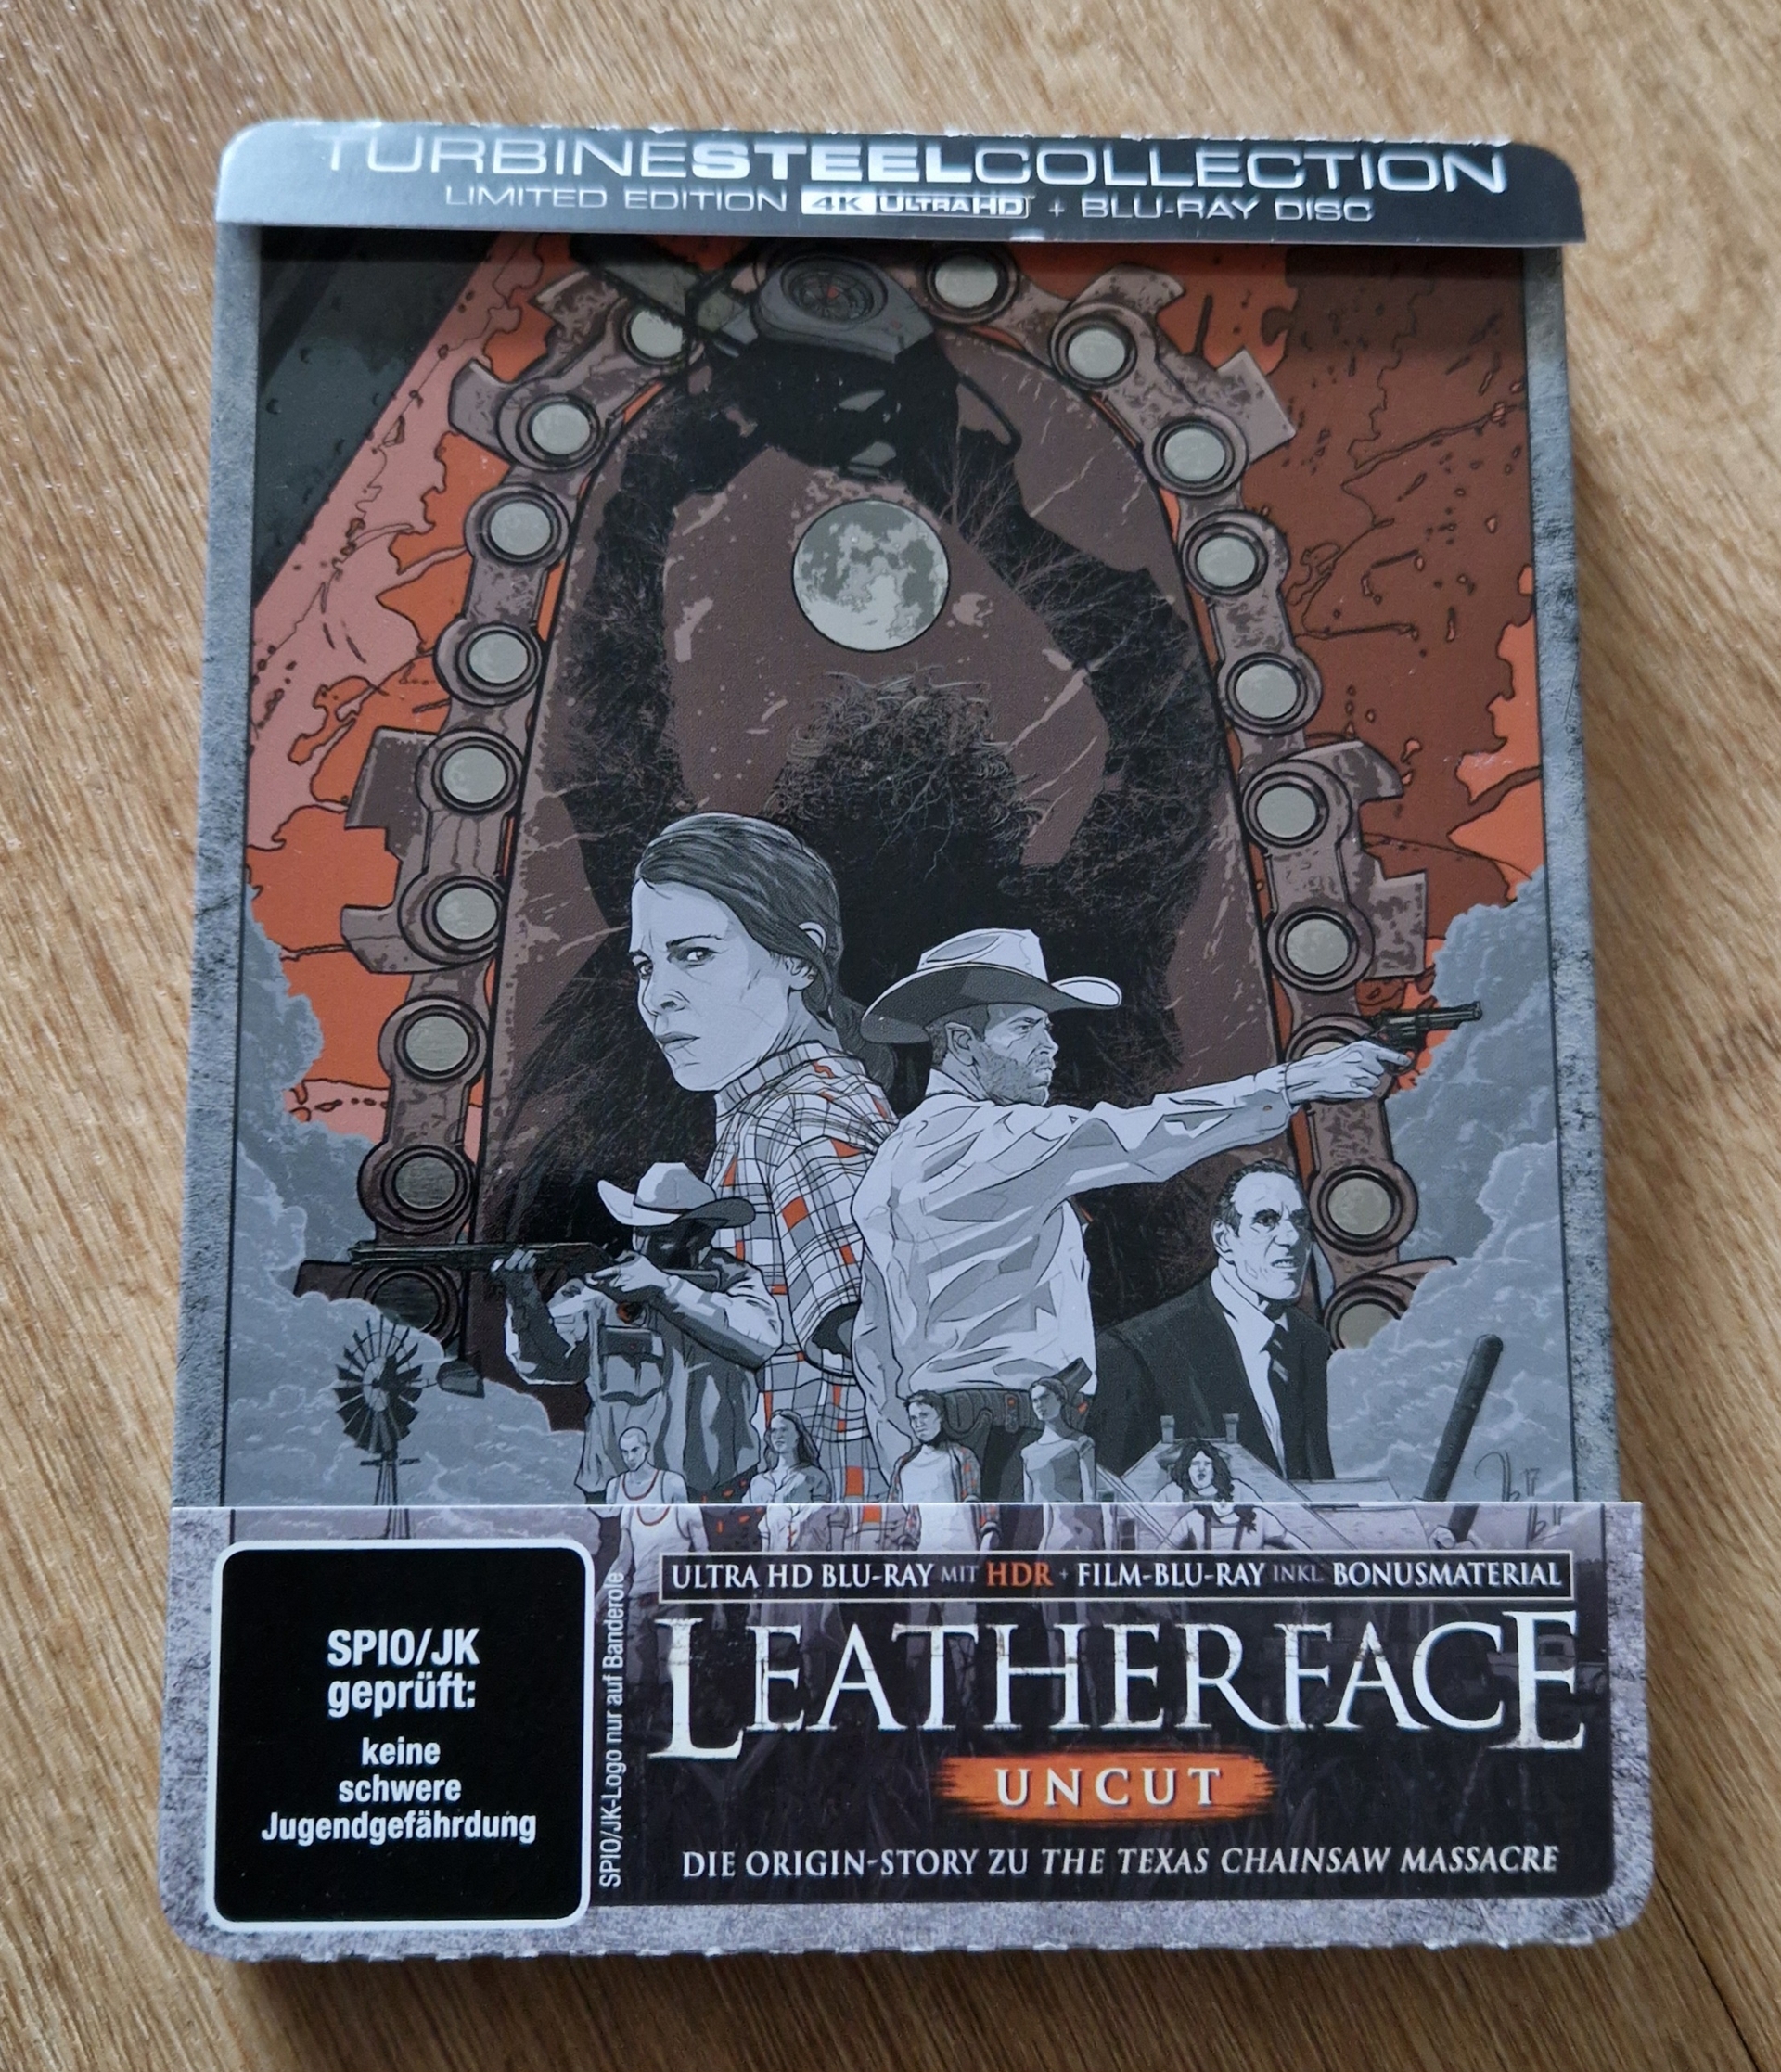 TURBINESTEELCOLLECTION
LIMITED EDITION 4K ULTRAHD + BLU-RAY DISC
SPIO/JK
geprüft:
keine
schwere
Jugendgefährdung
SPIO/JK-Logo nur auf Banderole
ULTRA HD BLU-RAY MIT HDR + FILM-BLU-RAY INKL. BONUSMATERIAL
LEATHERFACE
UNCUT
DIE ORIGIN-STORY ZU THE TEXAS CHAINSAW MASSACRE